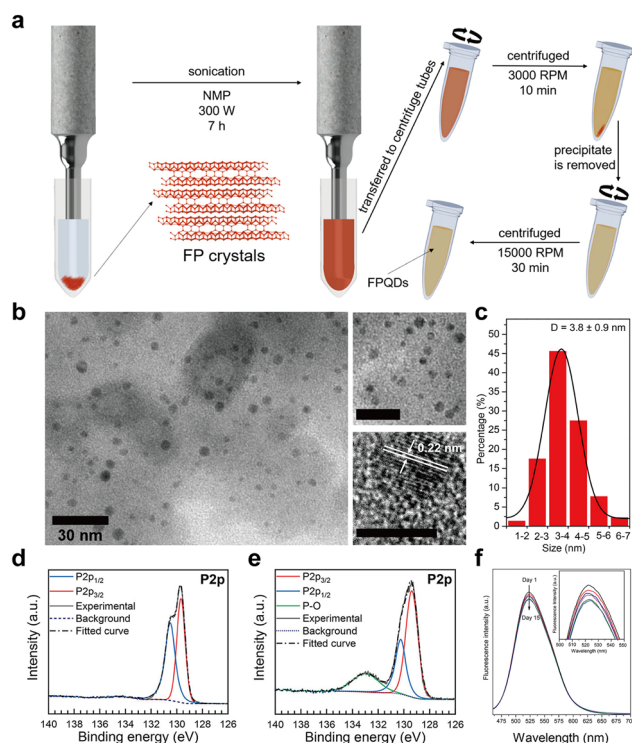 a
sonication
NMP
300 W
7 h
FP crystals
transferred to centrifuge tubes
centrifuged
3000 RPM
10 min
precipitate
is removed
centrifuged
15000 RPM
30 min
FPQDs
b
30 nm
0.22 nm
c
D = 3.8 ± 0.9 nm
Percentage (%)
50
45
40
35
30
25
20
15
10
5
0
1-2 2-3 3-4 4-5 5-6 6-7
Size (nm)
d
P2p
P2p1/2
P2p3/2
Experimental
Background
Fitted curve
Intensity (a.u.)
140 138 136 134 132 130 128 126
Binding energy (eV)
e
P2p
P2p3/2
P2p1/2
P-O
Experimental
Background
Fitted curve
Intensity (a.u.)
140 138 136 134 132 130 128 126
Binding energy (eV)
f
Day 1
Day 15
Fluorescence intensity (a.u.)
475 525 575 625 675
Wavelength (nm)
Fluorescence intensity (a.u.)
500 510 520 530 540 550
Wavelength (nm)